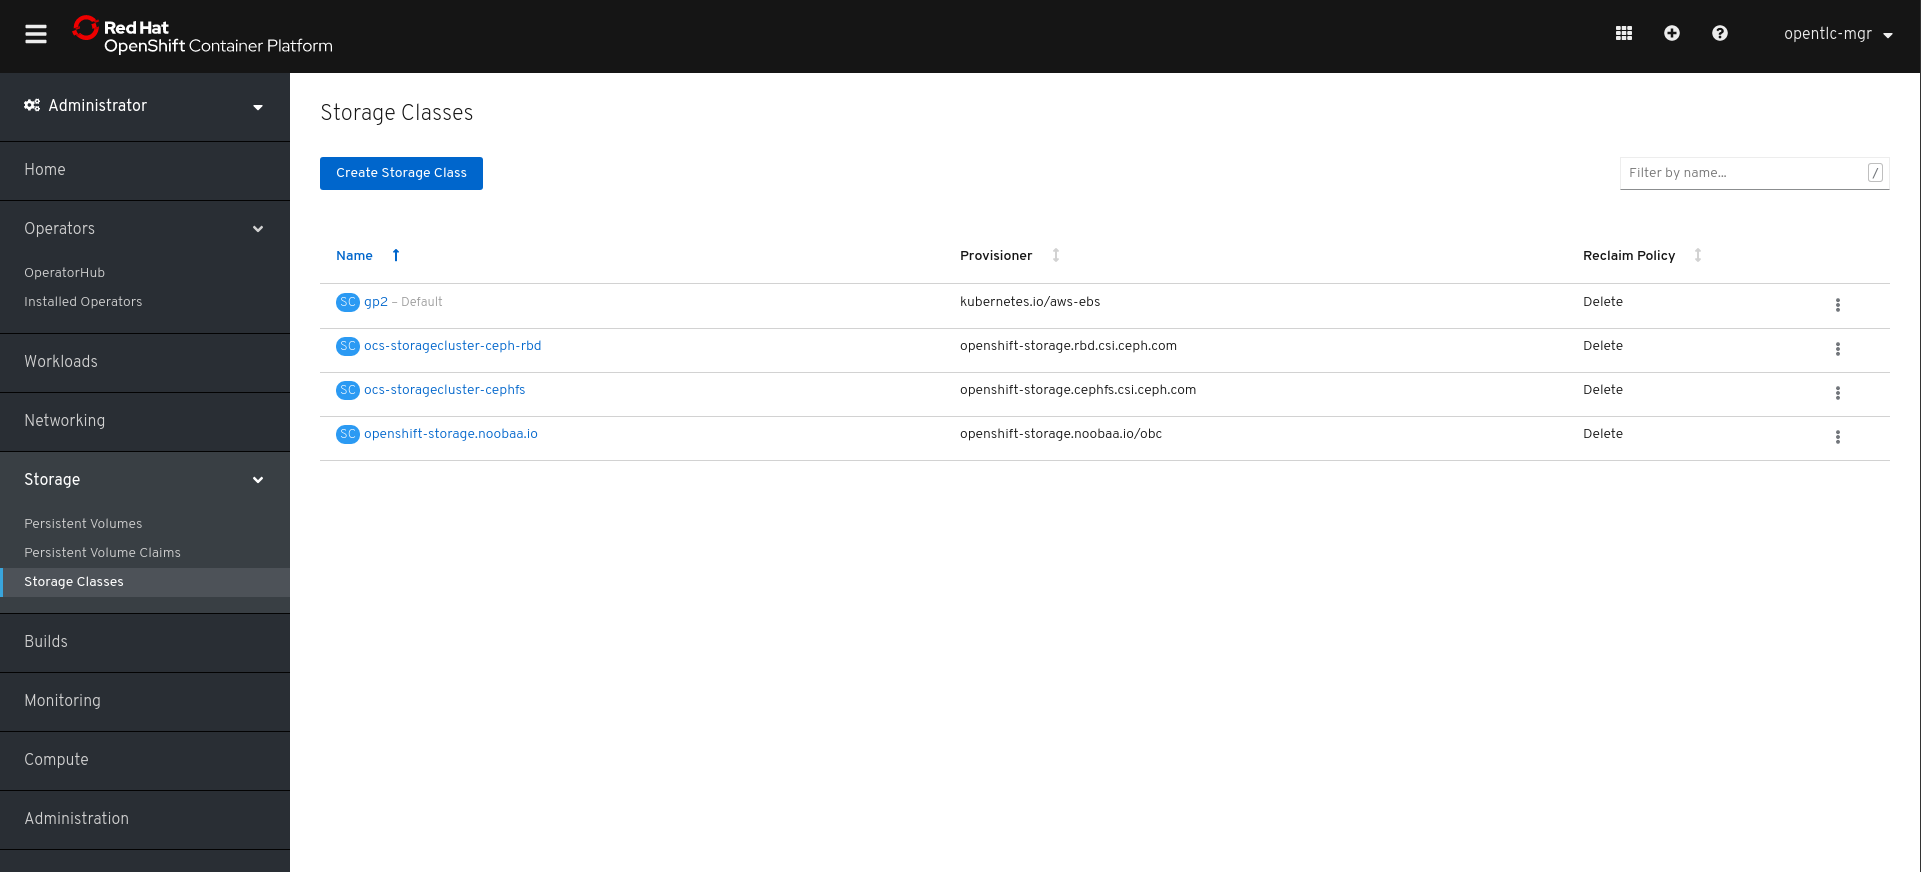 Red Hat
OpenShift Container Platform
opentlc-mgr
Administrator
Home
Operators
OperatorHub
Installed Operators
Workloads
Networking
Storage
Persistent Volumes
Persistent Volume Claims
Storage Classes
Builds
Monitoring
Compute
Administration
Storage Classes
Create Storage Class
Filter by name...
/
Name Provisioner Reclaim Policy
SC gp2 – Default kubernetes.io/aws-ebs Delete
SC ocs-storagecluster-ceph-rbd openshift-storage.rbd.csi.ceph.com Delete
SC ocs-storagecluster-cephfs openshift-storage.cephfs.csi.ceph.com Delete
SC openshift-storage.noobaa.io openshift-storage.noobaa.io/obc Delete